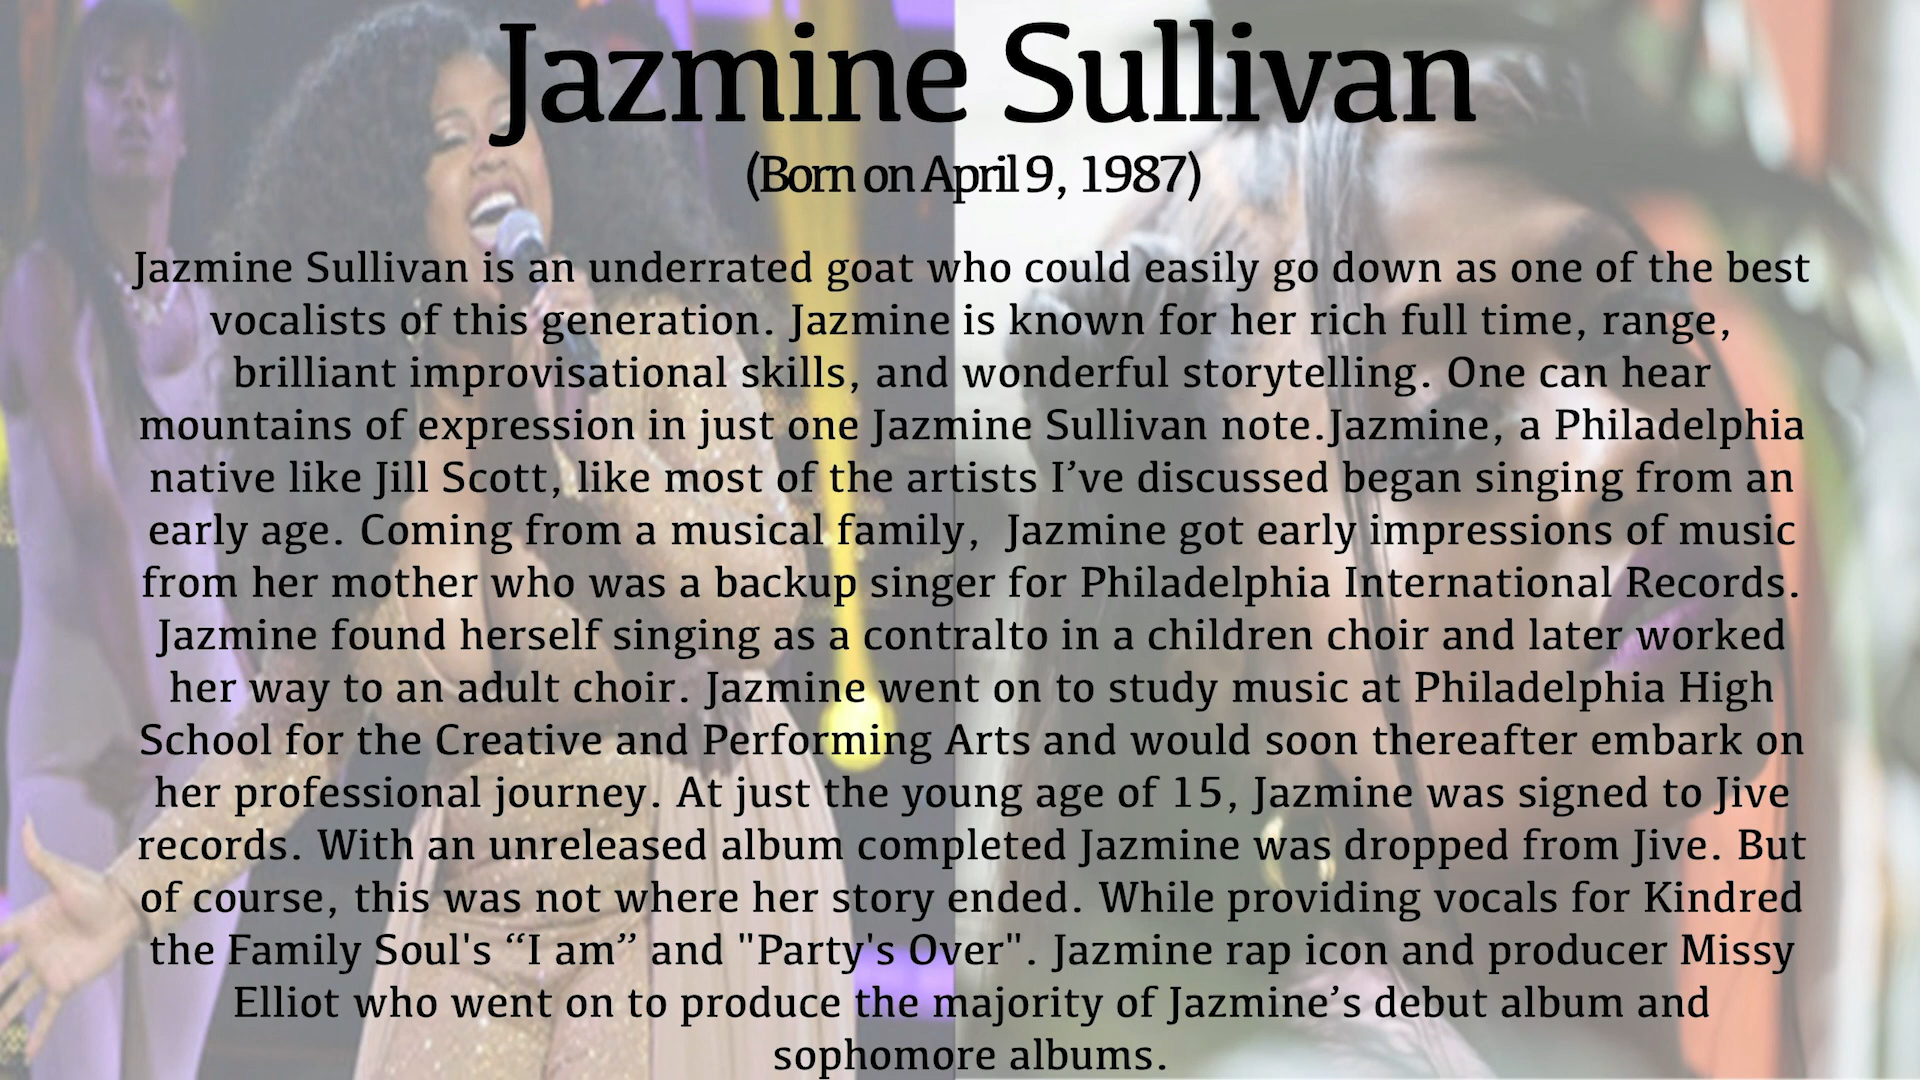 Jazmine Sullivan
(Born on April 9, 1987)
Jazmine Sullivan is an underrated goat who could easily go down as one of the best
vocalists of this generation. Jazmine is known for her rich full time, range,
brilliant improvisational skills, and wonderful storytelling. One can hear
mountains of expression in just one Jazmine Sullivan note.Jazmine, a Philadelphia
native like Jill Scott, like most of the artists I’ve discussed began singing from an
early age. Coming from a musical family,  Jazmine got early impressions of music
from her mother who was a backup singer for Philadelphia International Records.
Jazmine found herself singing as a contralto in a children choir and later worked
her way to an adult choir. Jazmine went on to study music at Philadelphia High
School for the Creative and Performing Arts and would soon thereafter embark on
her professional journey. At just the young age of 15, Jazmine was signed to Jive
records. With an unreleased album completed Jazmine was dropped from Jive. But
of course, this was not where her story ended. While providing vocals for Kindred
the Family Soul's “I am” and "Party's Over". Jazmine rap icon and producer Missy
Elliot who went on to produce the majority of Jazmine’s debut album and
sophomore albums.